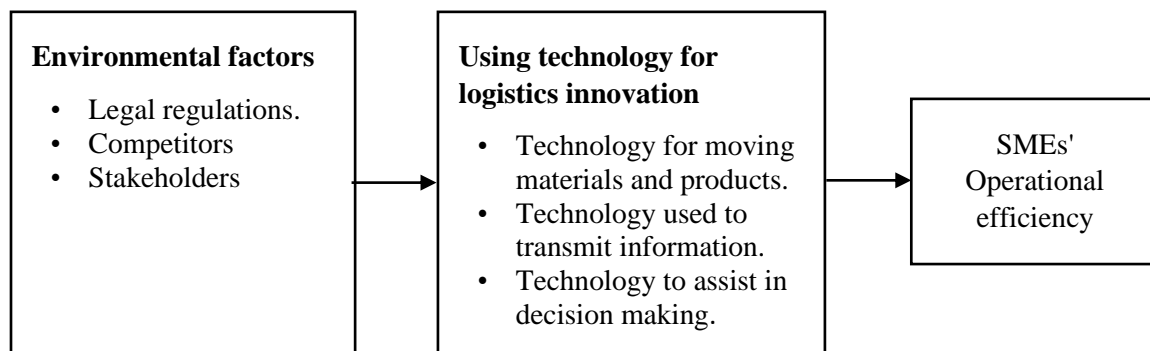 Environmental factors
• Legal regulations.
• Competitors
• Stakeholders
Using technology for
logistics innovation
• Technology for moving
materials and products.
• Technology used to
transmit information.
• Technology to assist in
decision making.
SMEs'
Operational
efficiency